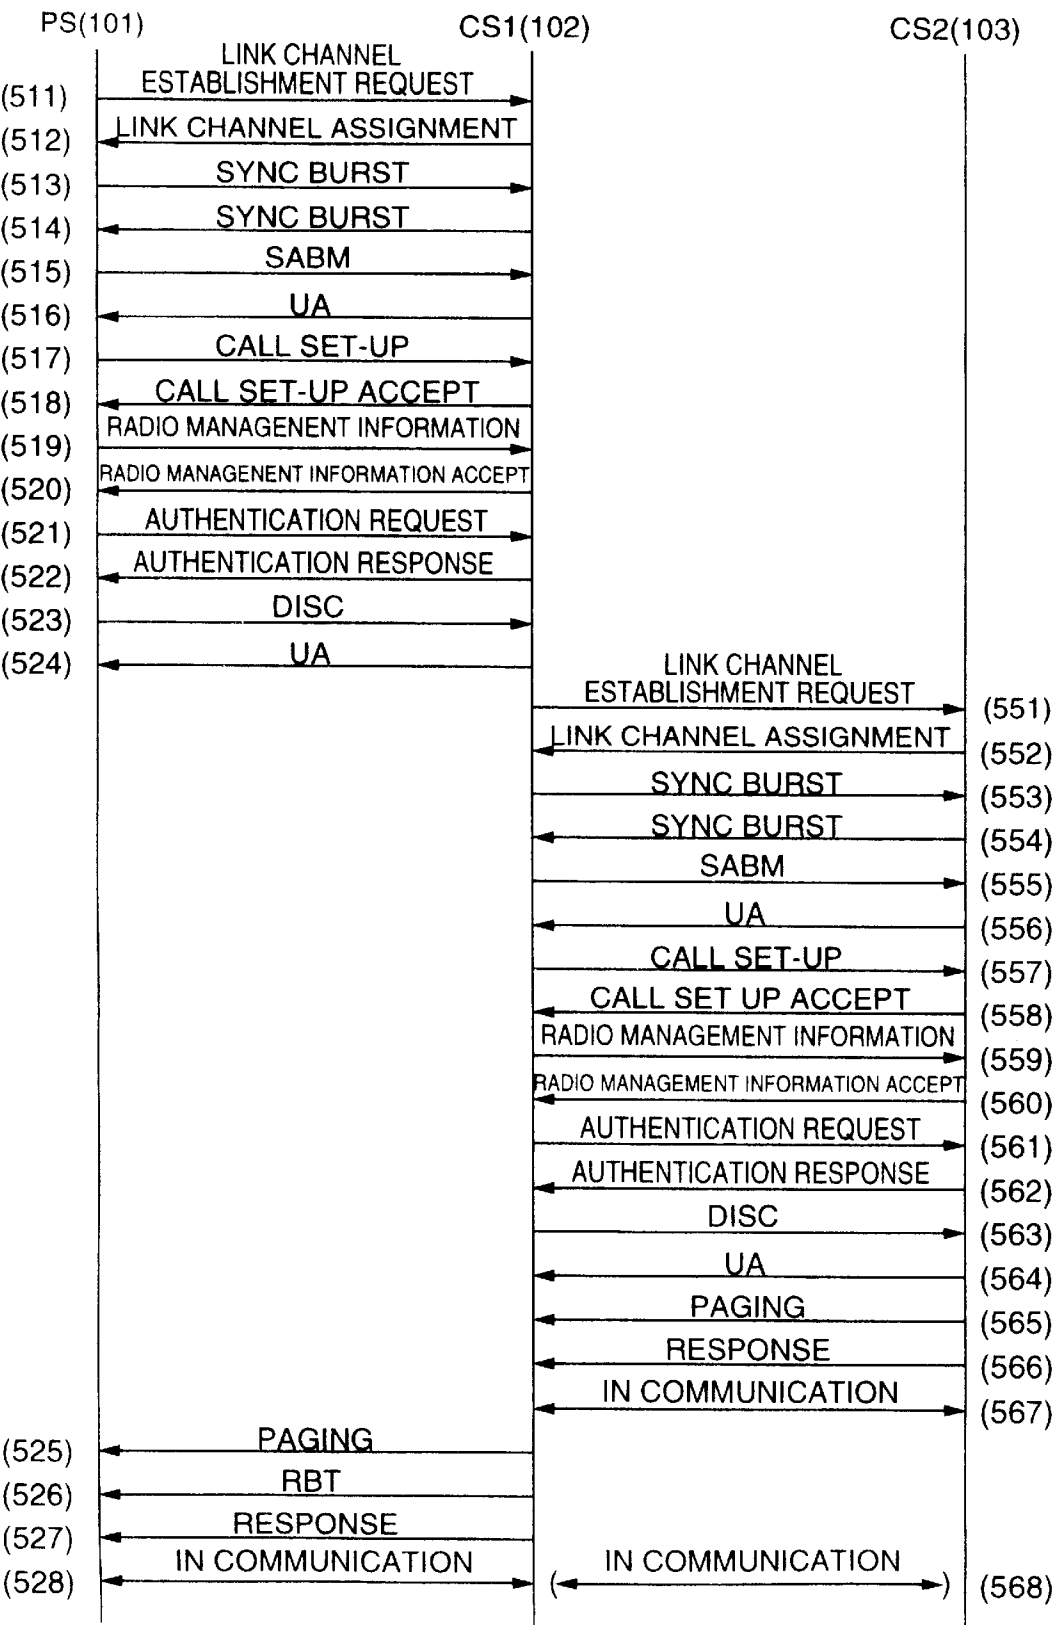 PS(101) CS1(102) CS2(103)
LINK CHANNEL
ESTABLISHMENT REQUEST
(511)
LINK CHANNEL ASSIGNMENT
(512)
SYNC BURST
(513)
SYNC BURST
(514)
SABM
(515)
UA
(516)
CALL SET-UP
(517)
CALL SET-UP ACCEPT
(518)
RADIO MANAGENENT INFORMATION
(519)
RADIO MANAGENENT INFORMATION ACCEPT
(520)
AUTHENTICATION REQUEST
(521)
AUTHENTICATION RESPONSE
(522)
DISC
(523)
UA
(524)
LINK CHANNEL
ESTABLISHMENT REQUEST
(551)
LINK CHANNEL ASSIGNMENT
(552)
SYNC BURST
(553)
SYNC BURST
(554)
SABM
(555)
UA
(556)
CALL SET-UP
(557)
CALL SET UP ACCEPT
(558)
RADIO MANAGEMENT INFORMATION
(559)
RADIO MANAGEMENT INFORMATION ACCEPT
(560)
AUTHENTICATION REQUEST
(561)
AUTHENTICATION RESPONSE
(562)
DISC
(563)
UA
(564)
PAGING
(565)
RESPONSE
(566)
IN COMMUNICATION
(567)
PAGING
(525)
RBT
(526)
RESPONSE
(527)
IN COMMUNICATION
(528)
IN COMMUNICATION
( )
(568)